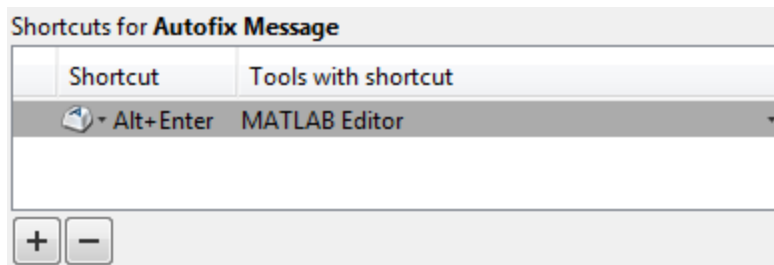 Shortcuts for Autofix Message
Shortcut Tools with shortcut
Alt+Enter MATLAB Editor
+ −